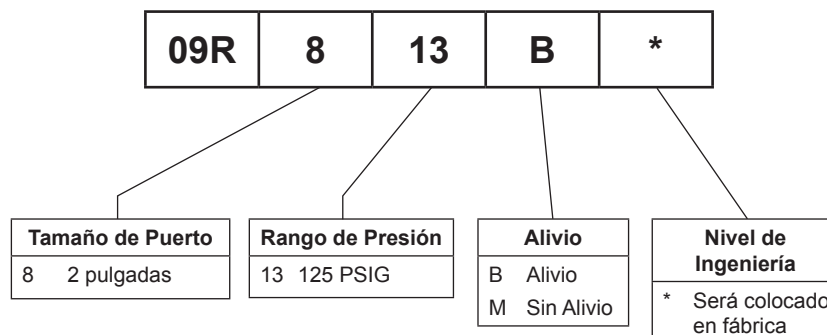 09R 8 13 B *
Tamaño de Puerto
8 2 pulgadas
Rango de Presión
13 125 PSIG
Alivio
B Alivio
M Sin Alivio
Nivel de
Ingeniería
* Será colocado
en fábrica